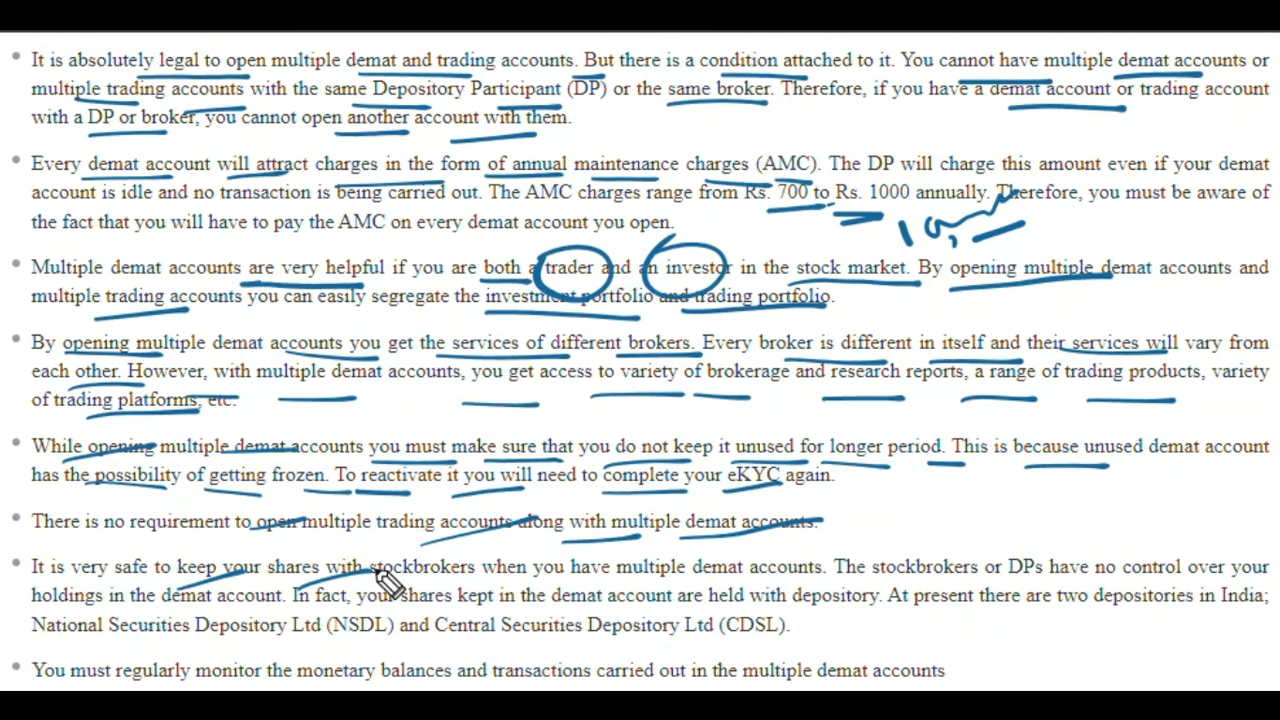 • It is absolutely legal to open multiple demat and trading accounts. But there is a condition attached to it. You cannot have multiple demat accounts or
multiple trading accounts with the same Depository Participant (DP) or the same broker. Therefore, if you have a demat account or trading account
with a DP or broker, you cannot open another account with them.
• Every demat account will attract charges in the form of annual maintenance charges (AMC). The DP will charge this amount even if your demat
account is idle and no transaction is being carried out. The AMC charges range from Rs. 700 to Rs. 1000 annually. Therefore, you must be aware of
the fact that you will have to pay the AMC on every demat account you open.
• Multiple demat accounts are very helpful if you are both a trader and an investor in the stock market. By opening multiple demat accounts and
multiple trading accounts you can easily segregate the investment portfolio and trading portfolio.
• By opening multiple demat accounts you get the services of different brokers. Every broker is different in itself and their services will vary from
each other. However, with multiple demat accounts, you get access to variety of brokerage and research reports, a range of trading products, variety
of trading platforms, etc.
• While opening multiple demat accounts you must make sure that you do not keep it unused for longer period. This is because unused demat account
has the possibility of getting frozen. To reactivate it you will need to complete your eKYC again.
• There is no requirement to open multiple trading accounts along with multiple demat accounts.
• It is very safe to keep your shares with stockbrokers when you have multiple demat accounts. The stockbrokers or DPs have no control over your
holdings in the demat account. In fact, your shares kept in the demat account are held with depository. At present there are two depositories in India;
National Securities Depository Ltd (NSDL) and Central Securities Depository Ltd (CDSL).
• You must regularly monitor the monetary balances and transactions carried out in the multiple demat accounts